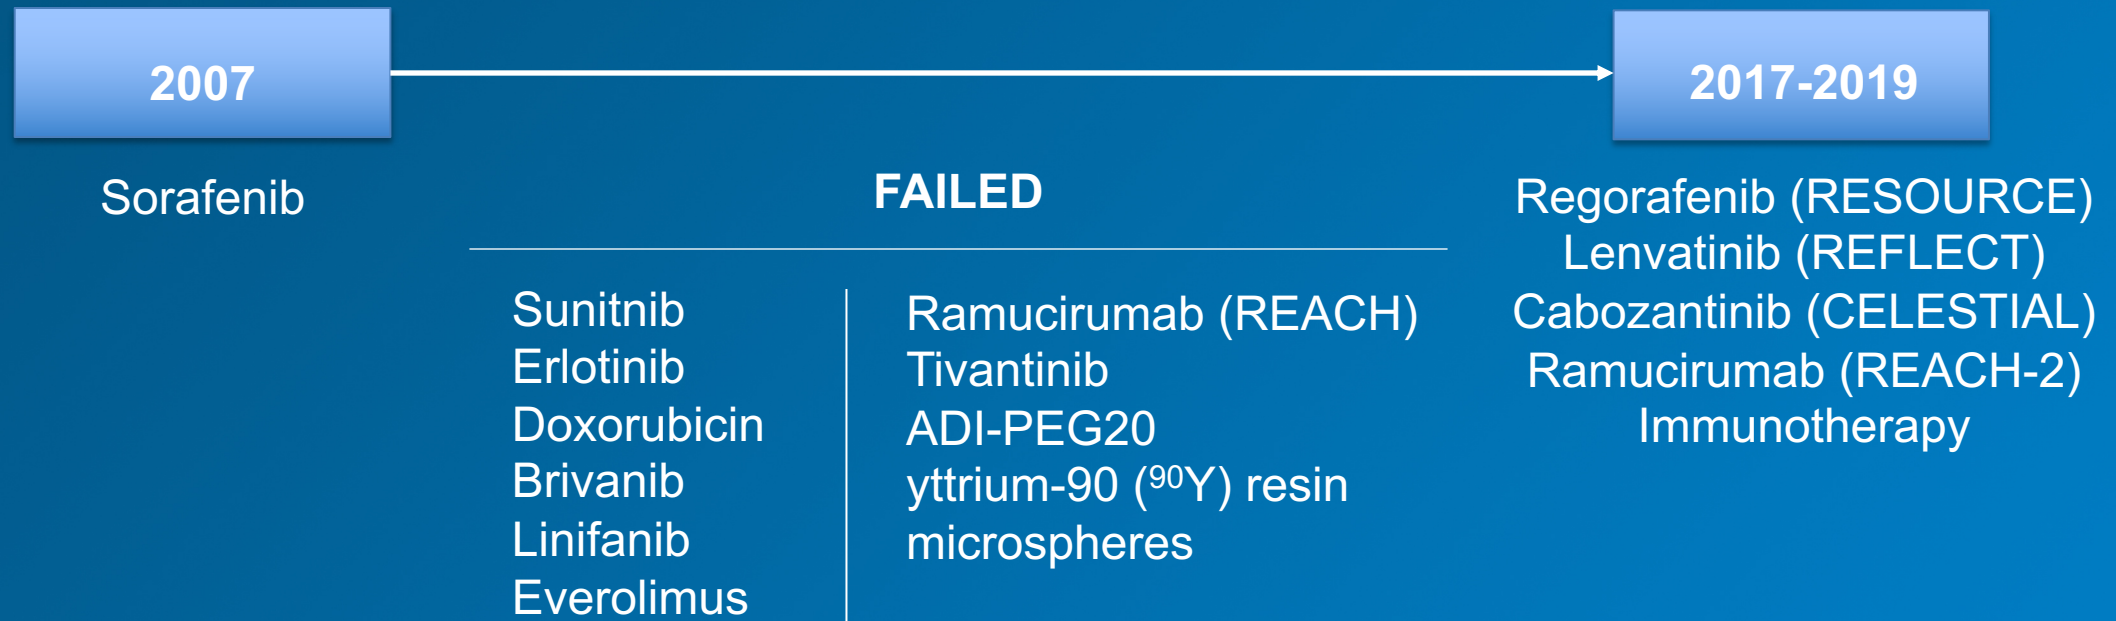 2007
2017-2019
Sorafenib
FAILED
Sunitnib
Erlotinib
Doxorubicin
Brivanib
Linifanib
Everolimus
Ramucirumab (REACH)
Tivantinib
ADI-PEG20
yttrium-90 (⁹⁰Y) resin
microspheres
Regorafenib (RESOURCE)
Lenvatinib (REFLECT)
Cabozantinib (CELESTIAL)
Ramucirumab (REACH-2)
Immunotherapy